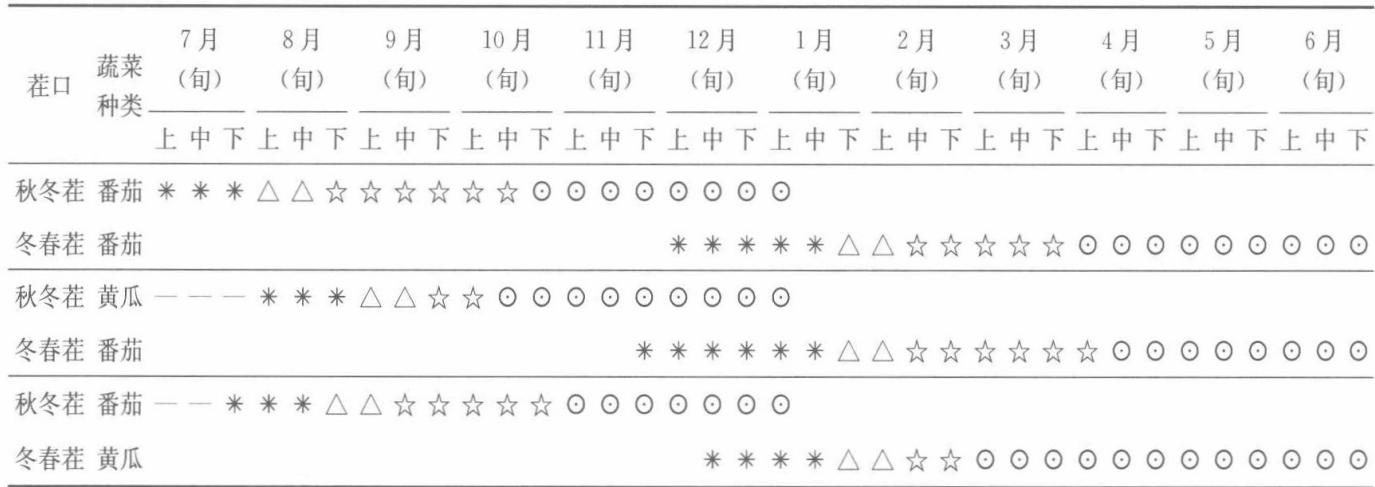 7月 8月 9月 10月 11月 12月 1月 2月 3月 4月 5月 6月
茬口 蔬菜种类 (旬) (旬) (旬) (旬) (旬) (旬) (旬) (旬) (旬) (旬) (旬) (旬)
上 中 下 上 中 下 上 中 下 上 中 下 上 中 下 上 中 下 上 中 下 上 中 下 上 中 下 上 中 下 上 中 下 上 中 下
秋冬茬 番茄 * * * △ △ ☆ ☆ ☆ ☆ ☆ ☆ ⊙ ⊙ ⊙ ⊙ ⊙ ⊙ ⊙ ⊙
冬春茬 番茄 * * * * * △ △ ☆ ☆ ☆ ☆ ☆ ⊙ ⊙ ⊙ ⊙ ⊙ ⊙ ⊙ ⊙ ⊙
秋冬茬 黄瓜 — — — * * * △ △ ☆ ☆ ⊙ ⊙ ⊙ ⊙ ⊙ ⊙ ⊙ ⊙ ⊙
冬春茬 番茄 * * * * * * △ △ ☆ ☆ ☆ ☆ ☆ ☆ ⊙ ⊙ ⊙ ⊙ ⊙ ⊙ ⊙ ⊙
秋冬茬 番茄 — — * * * △ △ ☆ ☆ ☆ ☆ ☆ ⊙ ⊙ ⊙ ⊙ ⊙ ⊙ ⊙
冬春茬 黄瓜 * * * * △ △ ☆ ☆ ⊙ ⊙ ⊙ ⊙ ⊙ ⊙ ⊙ ⊙ ⊙ ⊙ ⊙ ⊙